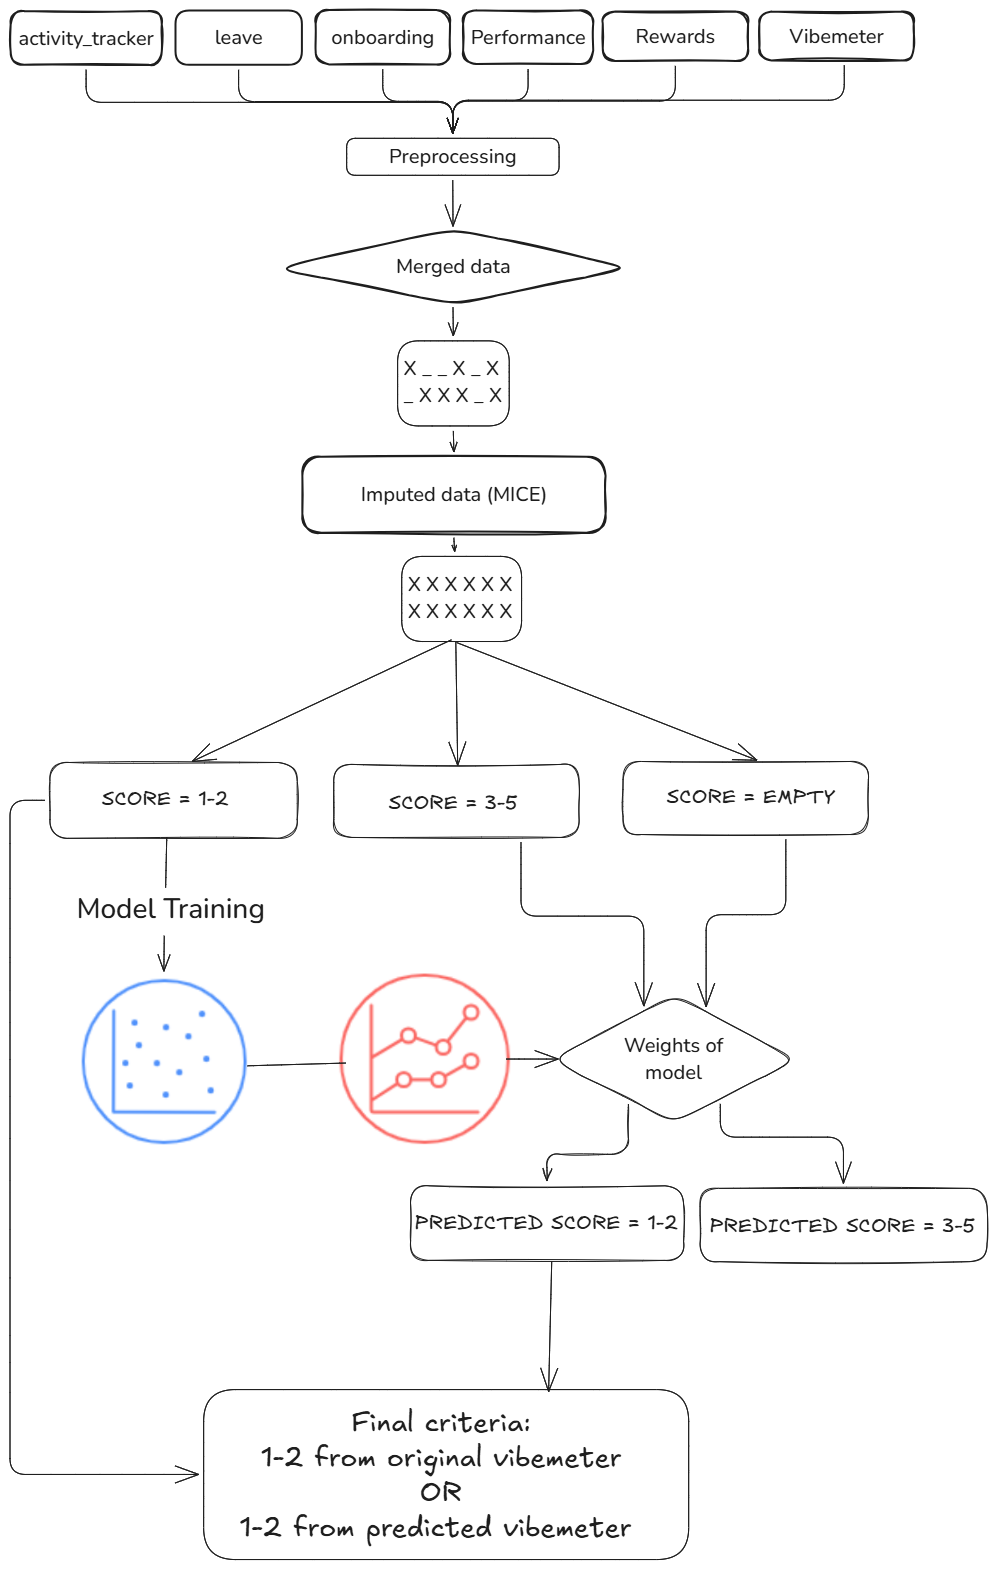 activity_tracker
leave
onboarding
Performance
Rewards
Vibemeter
Preprocessing
Merged data
X _ _ X _ X
_ X X X _ X
Imputed data (MICE)
X X X X X X
X X X X X X
SCORE = 1-2
SCORE = 3-5
SCORE = EMPTY
Model Training
Weights of
model
PREDICTED SCORE = 1-2
PREDICTED SCORE = 3-5
Final criteria:
1-2 from original vibemeter
OR
1-2 from predicted vibemeter